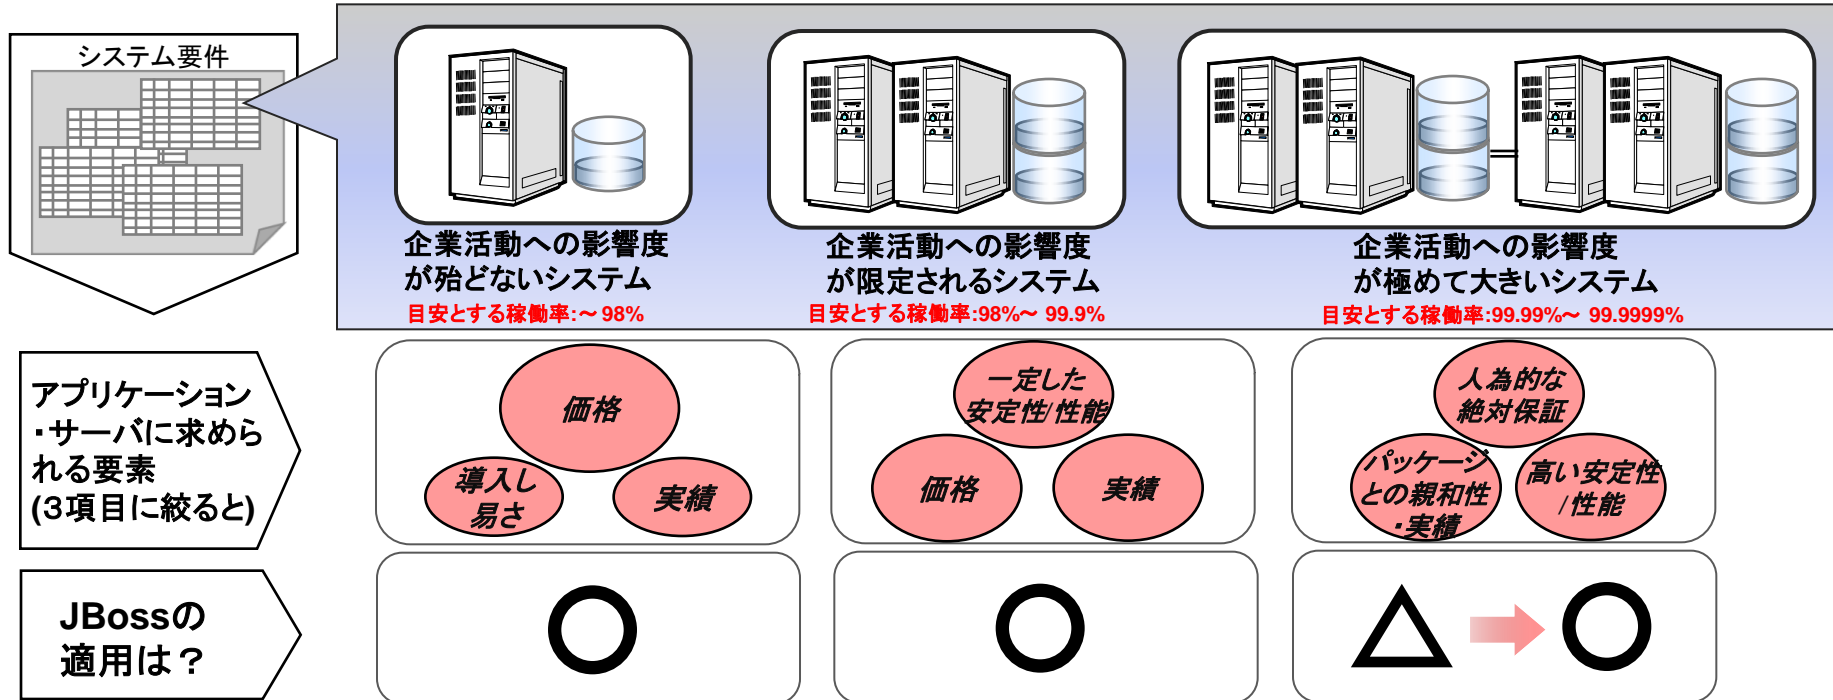 システム要件
企業活動への影響度
が殆どないシステム
目安とする稼働率:～98%
企業活動への影響度
が限定されるシステム
目安とする稼働率:98%～99.9%
企業活動への影響度
が極めて大きいシステム
目安とする稼働率:99.99%～99.9999%
アプリケーション
・サーバに求めら
れる要素
(３項目に絞ると)
価格
導入し
易さ
実績
一定した
安定性/性能
価格
実績
人為的な
絶対保証
パッケージ
との親和性
・実績
高い安定性
/性能
JBossの
適用は？